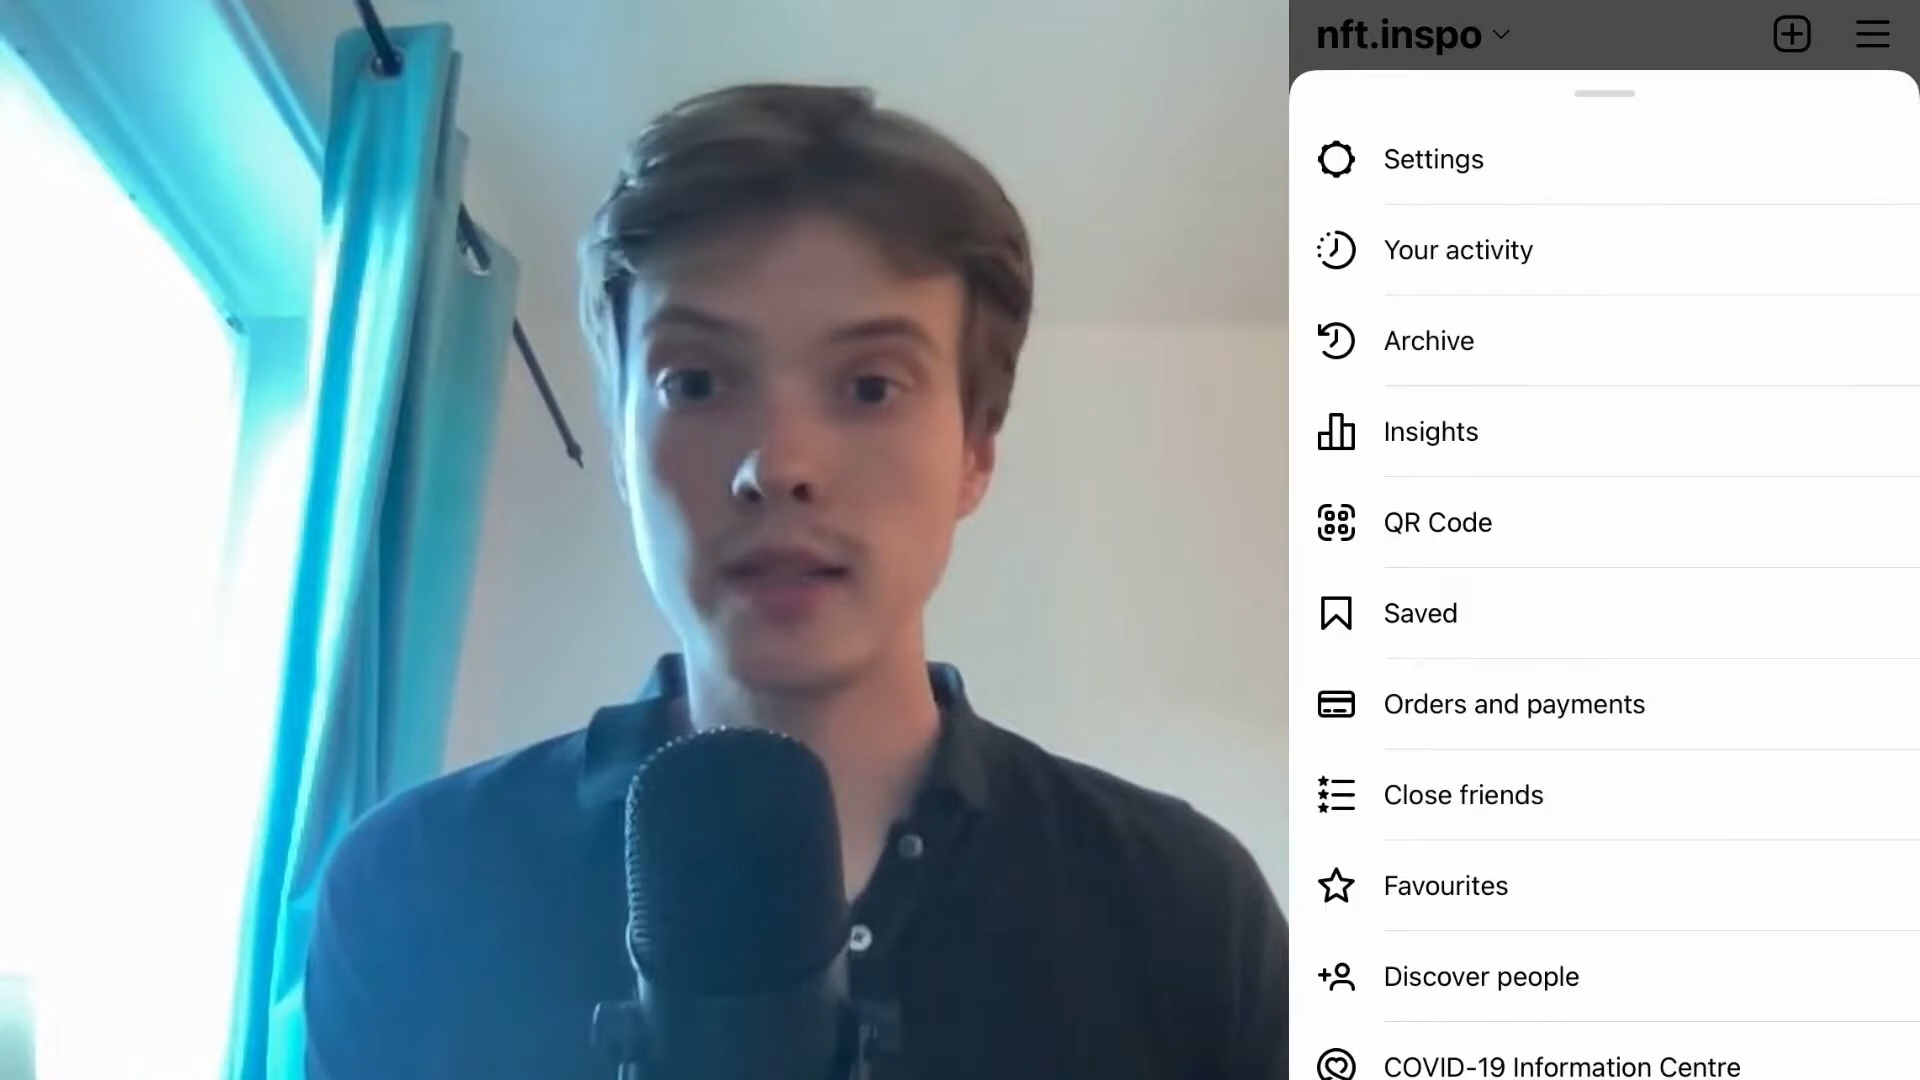 nft.inspo
Settings
Your activity
Archive
Insights
QR Code
Saved
Orders and payments
Close friends
Favourites
Discover people
COVID-19 Information Centre